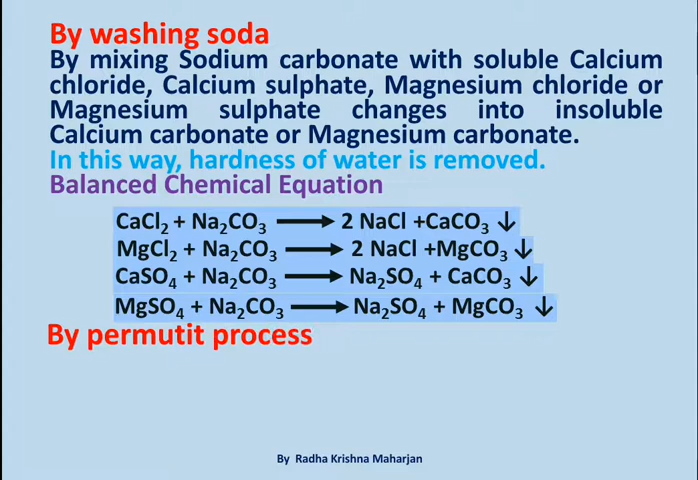 By washing soda
By mixing Sodium carbonate with soluble Calcium
chloride, Calcium sulphate, Magnesium chloride or
Magnesium sulphate changes into insoluble
Calcium carbonate or Magnesium carbonate.
In this way, hardness of water is removed.
Balanced Chemical Equation
CaCl₂ + Na₂CO₃ ⟶ 2 NaCl +CaCO₃ ↓
MgCl₂ + Na₂CO₃ ⟶ 2 NaCl +MgCO₃ ↓
CaSO₄ + Na₂CO₃ ⟶ Na₂SO₄ + CaCO₃ ↓
MgSO₄ + Na₂CO₃ ⟶ Na₂SO₄ + MgCO₃ ↓
By permutit process
By Radha Krishna Maharjan